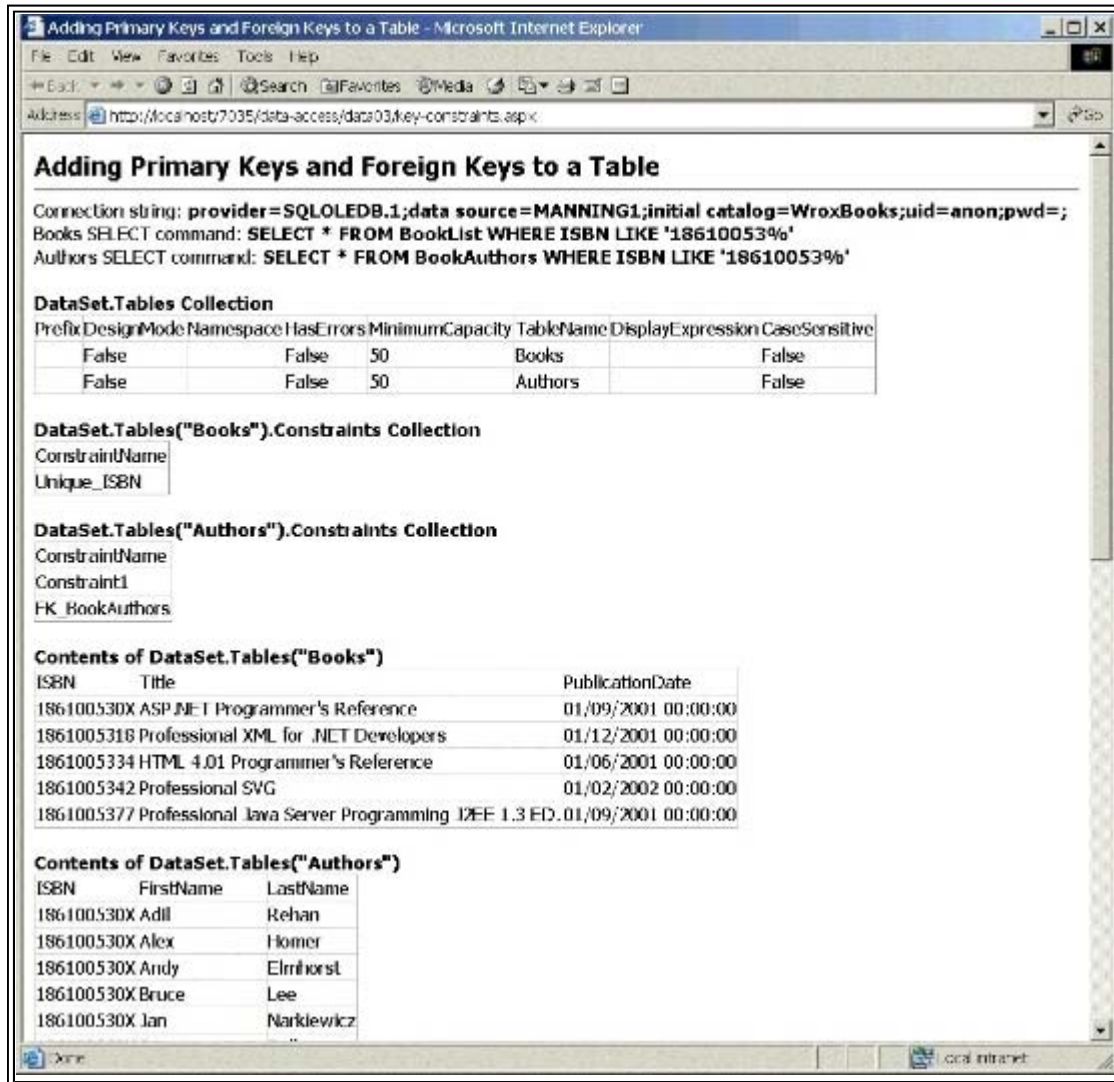 Adding Primary Keys and Foreign Keys to a Table - Microsoft Internet Explorer
File Edit View Favorites Tools Help
Back Search Favorites Media
Address http://localhost/7035/data-access/data03/key-constraints.aspx Go
Adding Primary Keys and Foreign Keys to a Table
Connection string: provider=SQLOLEDB.1;data source=MANNING1;initial catalog=WroxBooks;uid=anon;pwd=;
Books SELECT command: SELECT * FROM BookList WHERE ISBN LIKE '18610053%'
Authors SELECT command: SELECT * FROM BookAuthors WHERE ISBN LIKE '18610053%'
DataSet.Tables Collection
Prefix DesignMode Namespace HasErrors MinimumCapacity TableName DisplayExpression CaseSensitive
False False 50 Books False
False False 50 Authors False
DataSet.Tables("Books").Constraints Collection
ConstraintName
Unique_ISBN
DataSet.Tables("Authors").Constraints Collection
ConstraintName
Constraint1
FK_BookAuthors
Contents of DataSet.Tables("Books")
ISBN Title PublicationDate
186100530X ASP.NET Programmer's Reference 01/09/2001 00:00:00
1861005318 Professional XML for .NET Developers 01/12/2001 00:00:00
1861005334 HTML 4.01 Programmer's Reference 01/06/2001 00:00:00
1861005342 Professional SVG 01/02/2002 00:00:00
1861005377 Professional Java Server Programming J2EE 1.3 ED. 01/09/2001 00:00:00
Contents of DataSet.Tables("Authors")
ISBN FirstName LastName
186100530X Adil Rehan
186100530X Alex Homer
186100530X Andy Elmhorst
186100530X Bruce Lee
186100530X Jan Narkiewicz
Done Local intranet